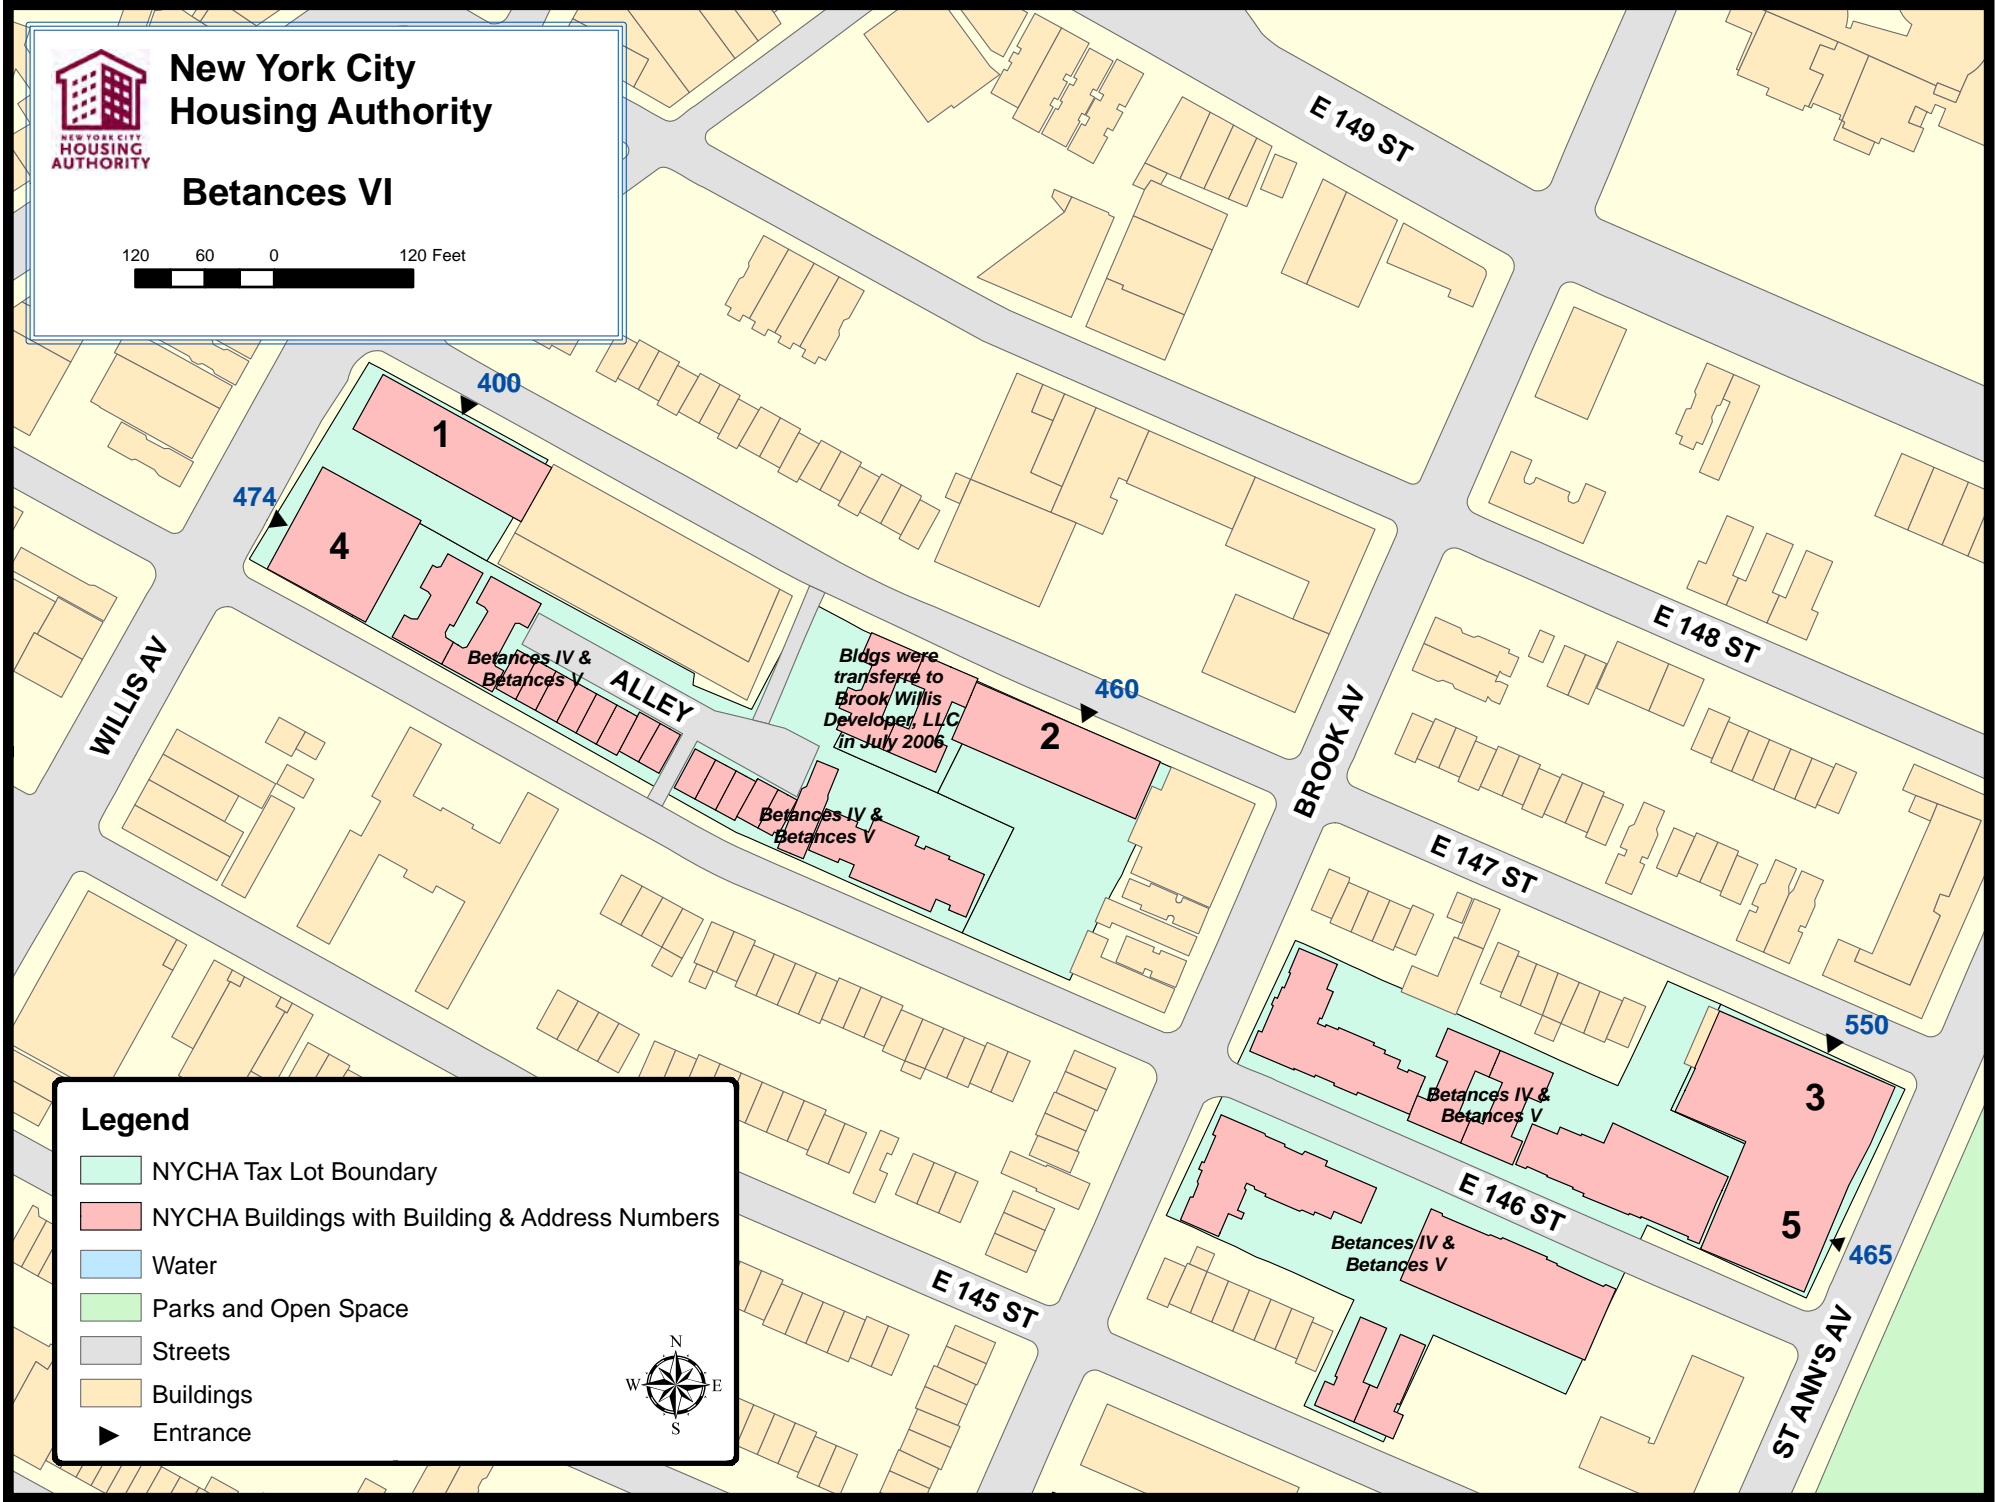 New York City
Housing Authority
NEW YORK CITY
HOUSING
AUTHORITY
Betances VI
120 60 0 120 Feet
E 149 ST
400
1
474
4
E 148 ST
Betances IV &
Betances V
ALLEY
Bldgs were
transferre to
Brook Willis
Developer, LLC
in July 2006
460
2
WILLIS AV
BROOK AV
Betances IV &
Betances V
E 147 ST
550
3
Betances IV &
Betances V
E 146 ST
5
465
Betances IV &
Betances V
E 145 ST
ST ANN'S AV
Legend
NYCHA Tax Lot Boundary
NYCHA Buildings with Building & Address Numbers
Water
Parks and Open Space
Streets
Buildings
Entrance
N
W E
S